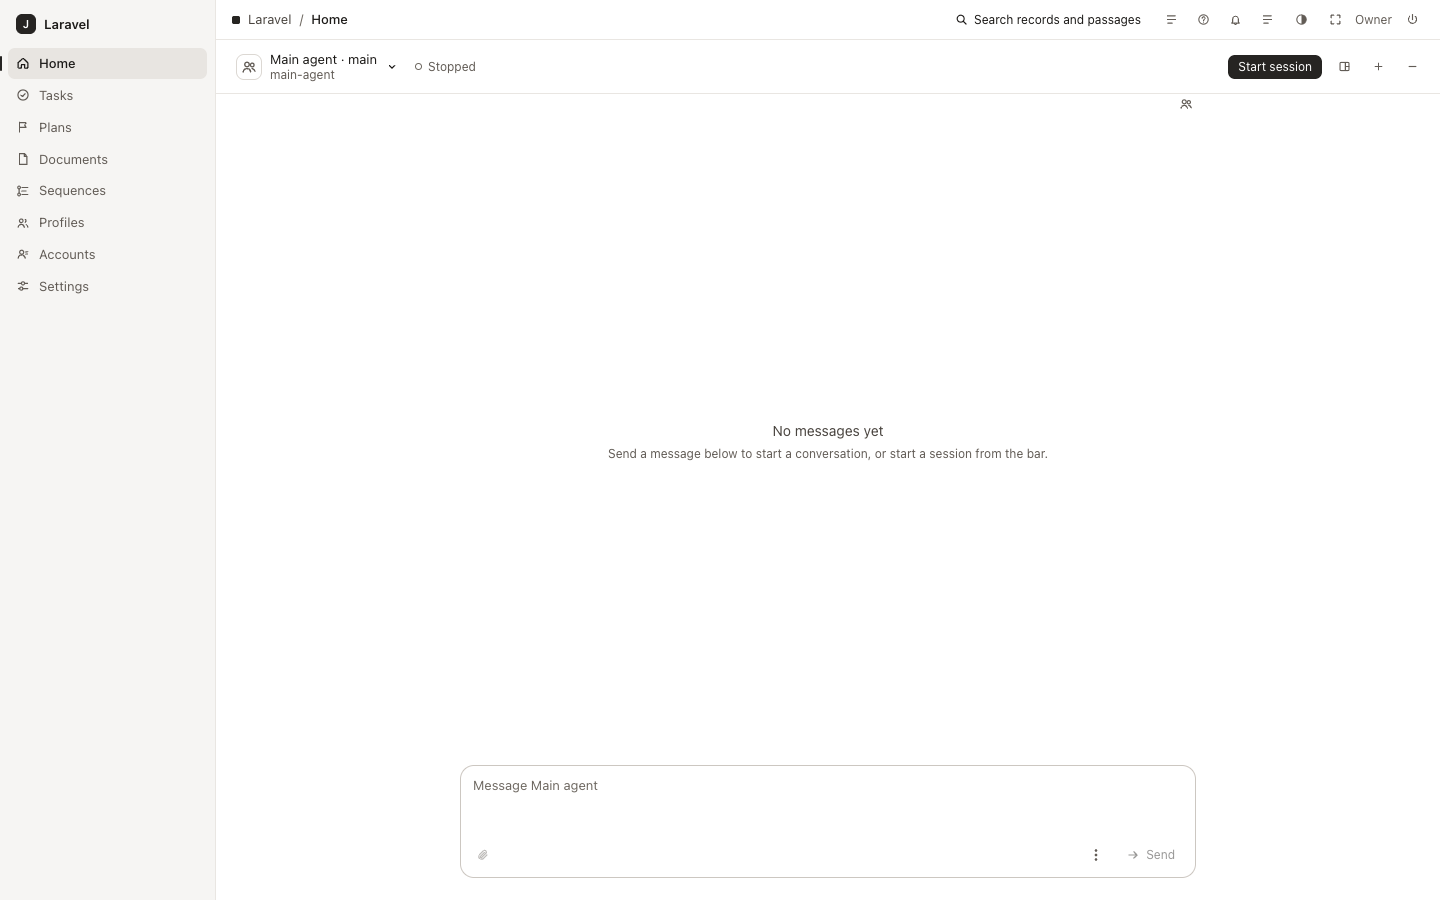 J Laravel
Home
Tasks
Plans
Documents
Sequences
Profiles
Accounts
Settings
Laravel / Home
Search records and passages
Owner
Main agent · main
main-agent
Stopped
Start session
No messages yet
Send a message below to start a conversation, or start a session from the bar.
Message Main agent
Send